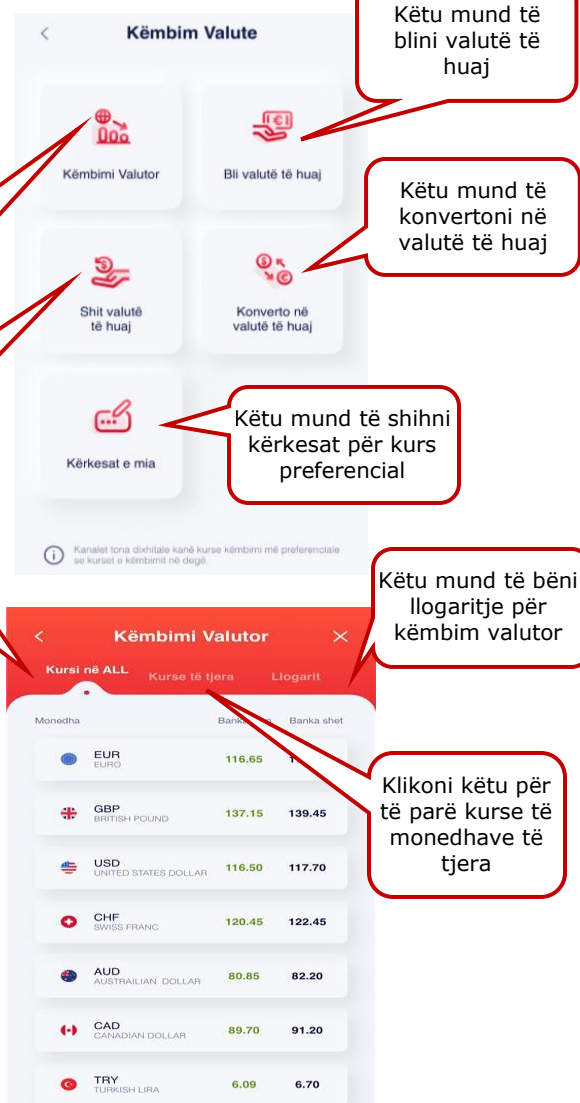 Këmbim Valute
Këtu mund të
blini valutë të
huaj
Këmbimi Valutor
Bli valutë të huaj
Këtu mund të
konvertoni në
valutë të huaj
Shit valutë
të huaj
Konverto në
valutë të huaj
Kërkesat e mia
Këtu mund të shihni
kërkesat për kurs
preferencial
Kanalet tona dixhitale kanë kurse këmbimi më preferenciale
se kurset e këmbimit në degë.
Këtu mund të bëni
llogaritje për
këmbim valutor
Këmbimi Valutor
Kursi në ALL Kurse të tjera Llogarit
Monedha Banka shet
EUR 116.65
EURO
GBP 137.15 139.45
BRITISH POUND
USD 116.50 117.70
UNITED STATES DOLLAR
CHF 120.45 122.45
SWISS FRANC
AUD 80.85 82.20
AUSTRAILIAN DOLLAR
CAD 89.70 91.20
CANADIAN DOLLAR
TRY 6.09 6.70
TURKISH LIRA
Klikoni këtu për
të parë kurse të
monedhave të
tjera